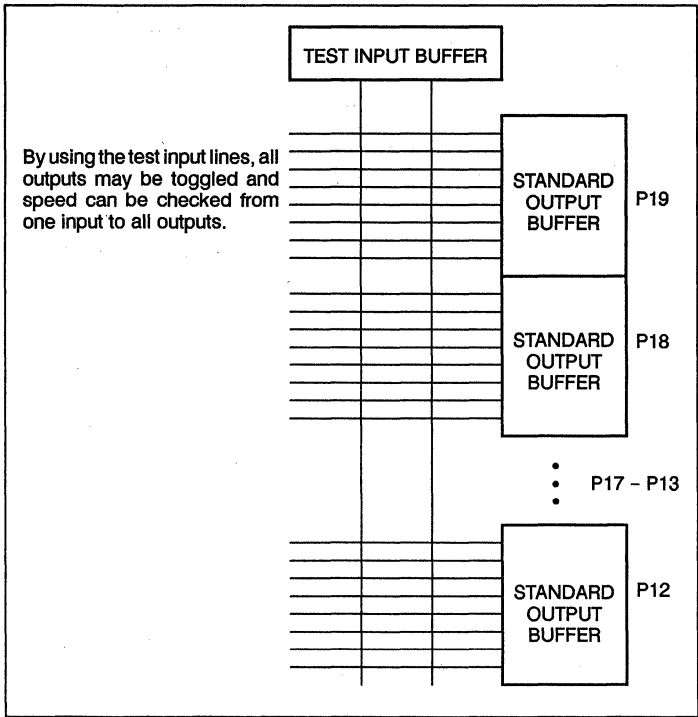 TEST INPUT BUFFER
By using the test input lines, all
outputs may be toggled and
speed can be checked from
one input to all outputs.
STANDARD
OUTPUT
BUFFER
P19
STANDARD
OUTPUT
BUFFER
P18
P17 – P13
STANDARD
OUTPUT
BUFFER
P12